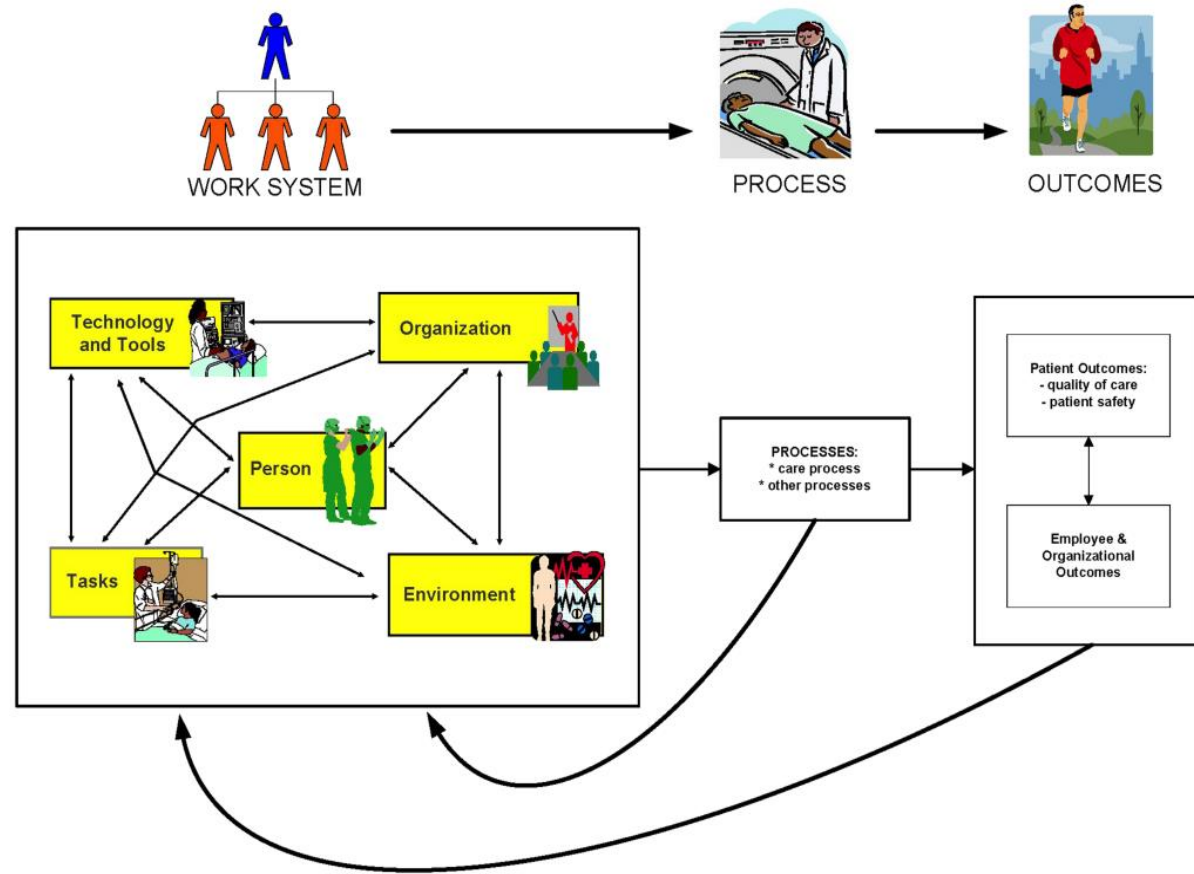 WORK SYSTEM
PROCESS
OUTCOMES
Technology
and Tools
Organization
Person
Tasks
Environment
PROCESSES:
* care process
* other processes
Patient Outcomes:
- quality of care
- patient safety
Employee &
Organizational
Outcomes